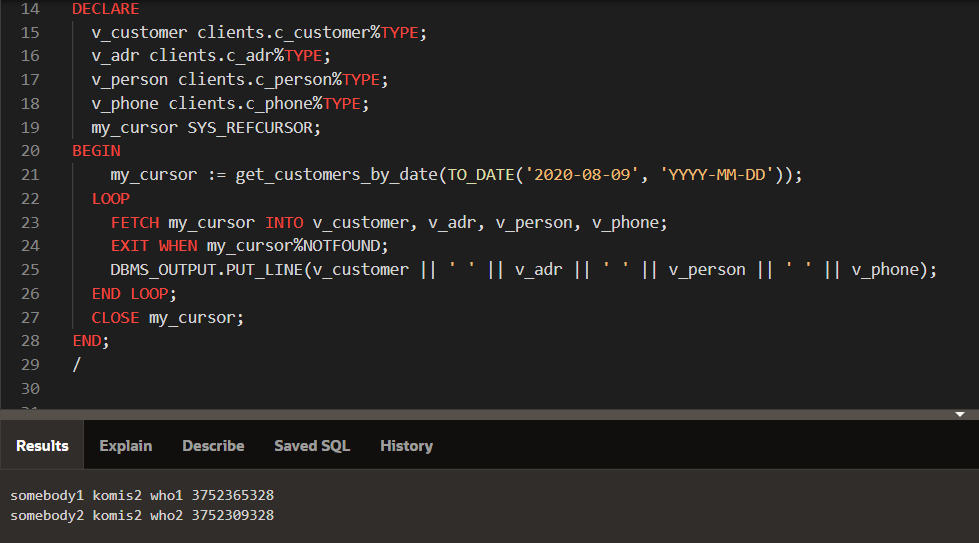 14 DECLARE
15 v_customer clients.c_customer%TYPE;
16 v_adr clients.c_adr%TYPE;
17 v_person clients.c_person%TYPE;
18 v_phone clients.c_phone%TYPE;
19 my_cursor SYS_REFCURSOR;
20 BEGIN
21 my_cursor := get_customers_by_date(TO_DATE('2020-08-09', 'YYYY-MM-DD'));
22 LOOP
23 FETCH my_cursor INTO v_customer, v_adr, v_person, v_phone;
24 EXIT WHEN my_cursor%NOTFOUND;
25 DBMS_OUTPUT.PUT_LINE(v_customer || ' ' || v_adr || ' ' || v_person || ' ' || v_phone);
26 END LOOP;
27 CLOSE my_cursor;
28 END;
29 /
30
Results Explain Describe Saved SQL History
somebody1 komis2 who1 3752365328
somebody2 komis2 who2 3752309328